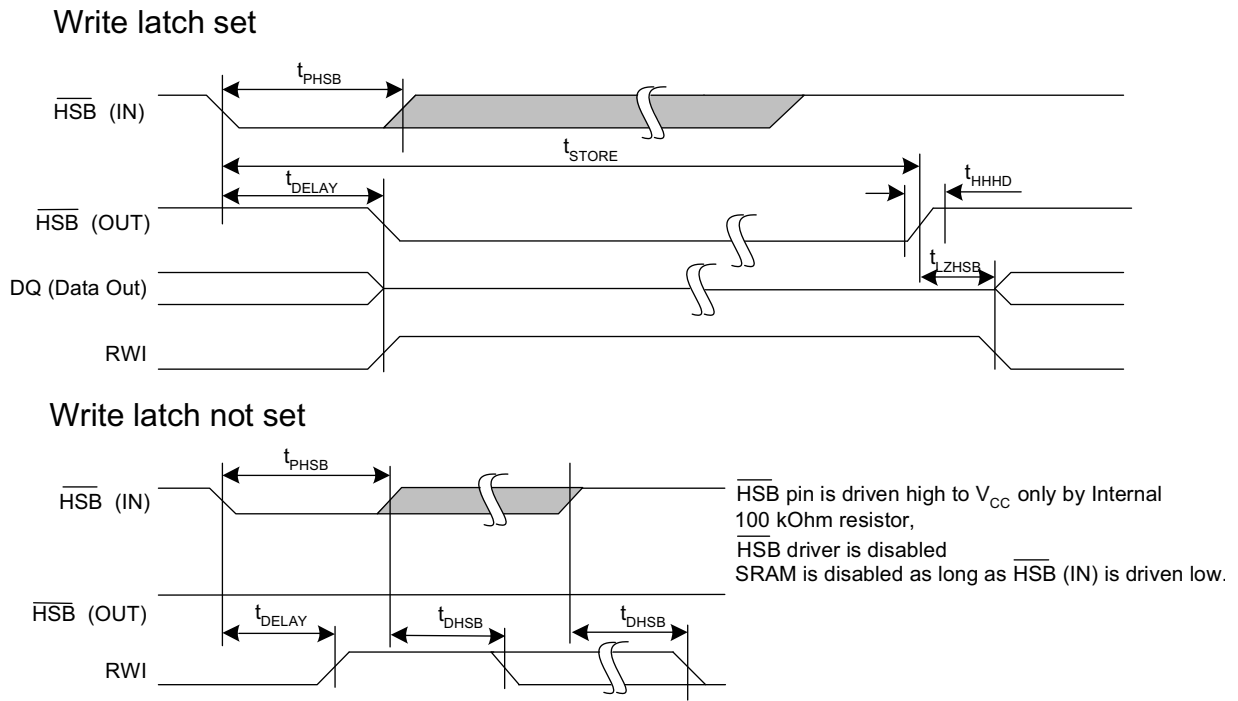 Write latch set
tPHSB
HSB (IN)
tSTORE
tDELAY
tHHHD
HSB (OUT)
tLZHSB
DQ (Data Out)
RWI
Write latch not set
tPHSB
HSB (IN)
HSB pin is driven high to VCC only by Internal
100 kOhm resistor,
HSB driver is disabled
SRAM is disabled as long as HSB (IN) is driven low.
HSB (OUT)
tDELAY
tDHSB
tDHSB
RWI